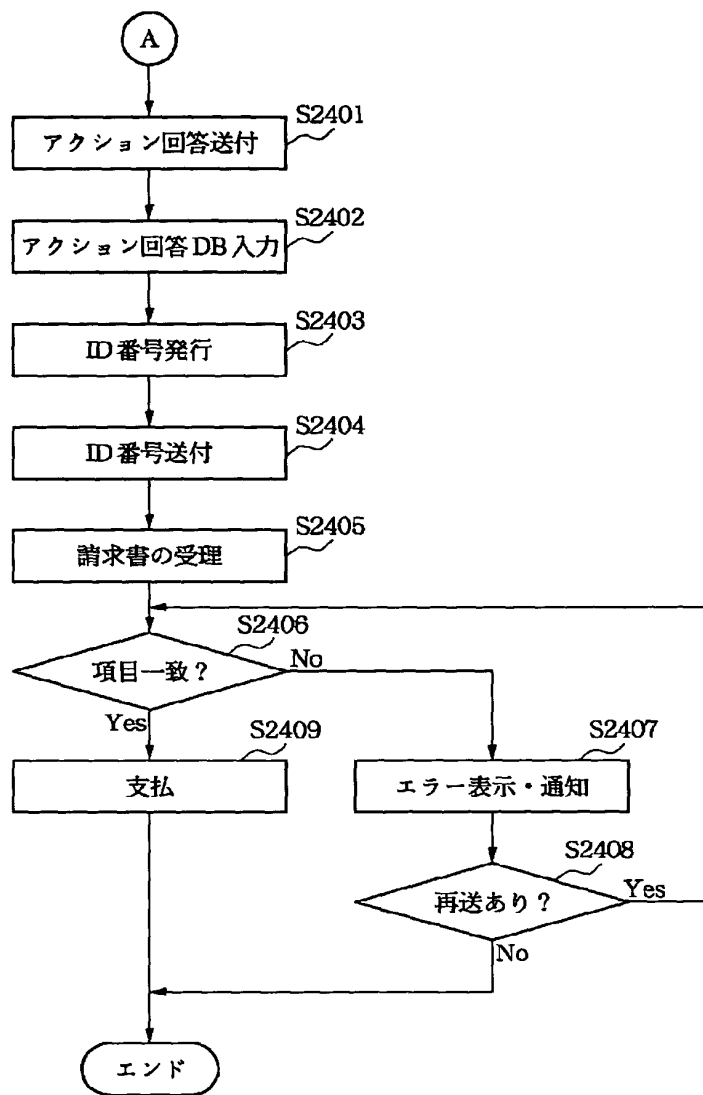 A
S2401
アクション回答送付
S2402
アクション回答DB入力
S2403
ID番号発行
S2404
ID番号送付
S2405
請求書の受理
S2406
項目一致?
No
Yes
S2409
支払
S2407
エラー表示・通知
S2408
再送あり?
Yes
No
エンド